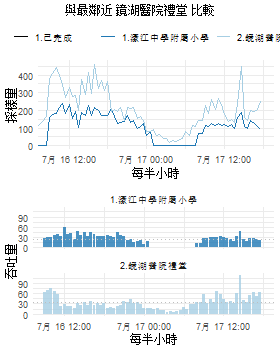 與最鄰近 鏡湖醫院禮堂 比較
1.已完成 1.濠江中學附屬小學 2.鏡湖醫
400
300
200
100
0
採樣量
7月 16 12:00 7月 17 00:00 7月 17 12:00
每半小時
1.濠江中學附屬小學
90
60
30
0
2.鏡湖醫院禮堂
90
60
30
0
吞吐量
7月 16 12:00 7月 17 00:00 7月 17 12:00
每半小時